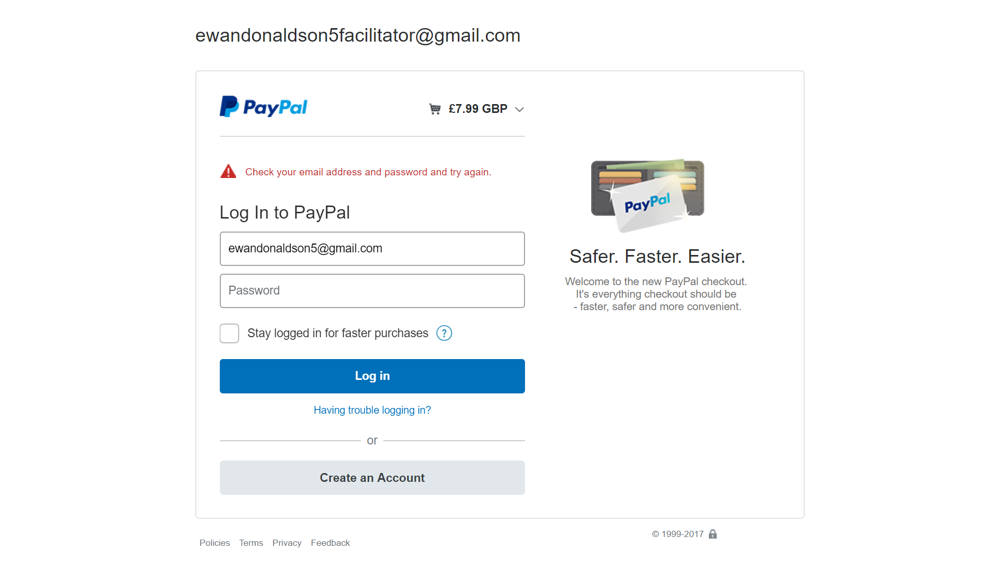 ewandonaldson5facilitator@gmail.com
PayPal
£7.99 GBP
Check your email address and password and try again.
Log In to PayPal
ewandonaldson5@gmail.com
Password
Stay logged in for faster purchases ?
Log in
Having trouble logging in?
or
Create an Account
PayPal
Safer. Faster. Easier.
Welcome to the new PayPal checkout.
It's everything checkout should be
- faster, safer and more convenient.
Policies Terms Privacy Feedback
© 1999-2017